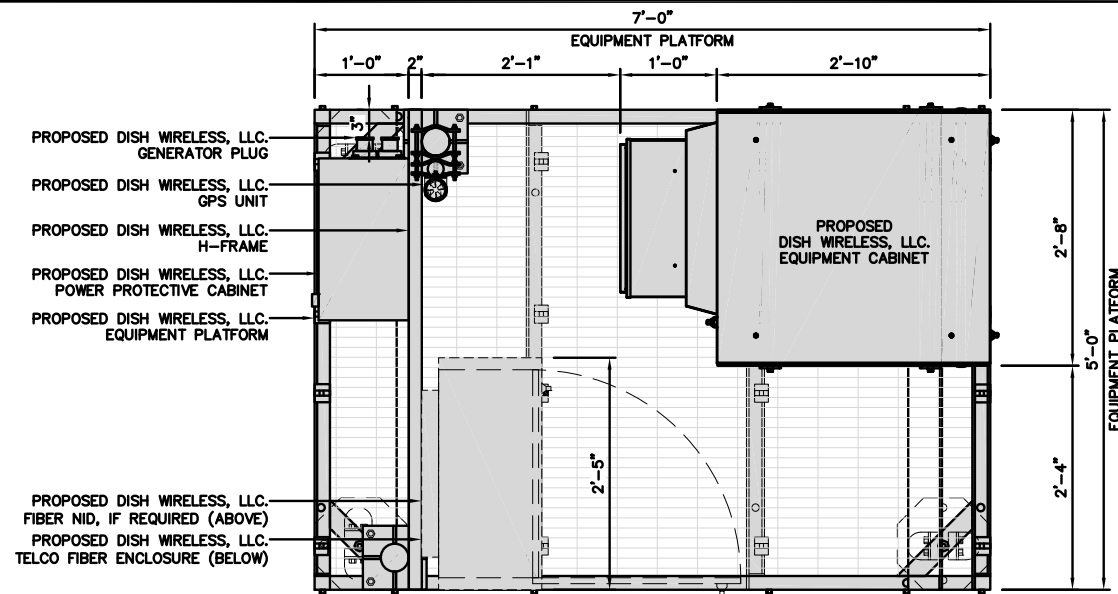 7'-0"
EQUIPMENT PLATFORM
1'-0"
2"
2'-1"
1'-0"
2'-10"
3"
PROPOSED DISH WIRELESS, LLC.
GENERATOR PLUG
PROPOSED DISH WIRELESS, LLC.
GPS UNIT
PROPOSED DISH WIRELESS, LLC.
H-FRAME
PROPOSED DISH WIRELESS, LLC.
POWER PROTECTIVE CABINET
PROPOSED DISH WIRELESS, LLC.
EQUIPMENT PLATFORM
PROPOSED
DISH WIRELESS, LLC.
EQUIPMENT CABINET
2'-8"
5'-0"
EQUIPMENT PLATFORM
2'-5"
2'-4"
PROPOSED DISH WIRELESS, LLC.
FIBER NID, IF REQUIRED (ABOVE)
PROPOSED DISH WIRELESS, LLC.
TELCO FIBER ENCLOSURE (BELOW)